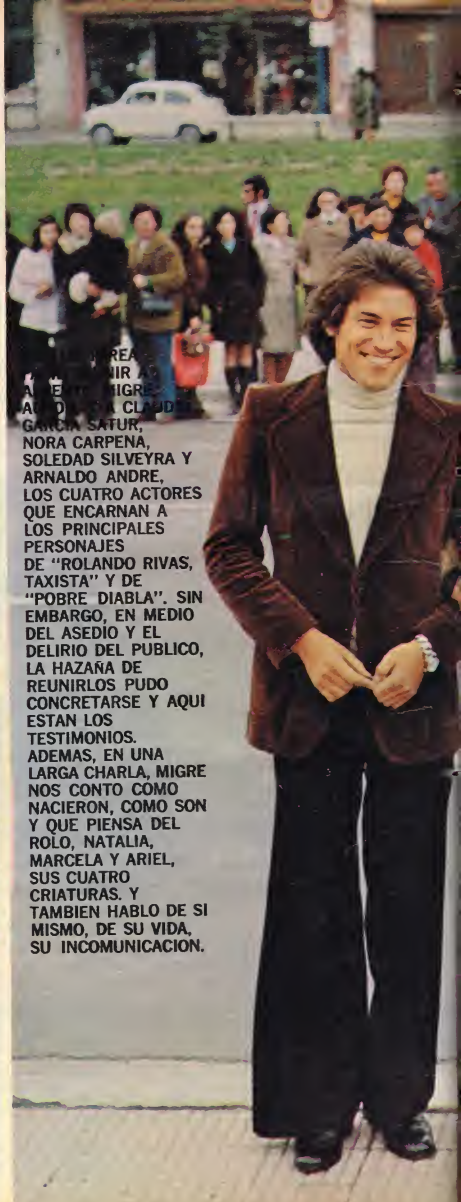 AREA
NIR A
MIGRE,
A CLAUDIO
GARCIA SATUR,
NORA CARPENA,
SOLEDAD SILVEYRA Y
ARNALDO ANDRE,
LOS CUATRO ACTORES
QUE ENCARNAN A
LOS PRINCIPALES
PERSONAJES
DE "ROLANDO RIVAS,
TAXISTA" Y DE
"POBRE DIABLA". SIN
EMBARGO, EN MEDIO
DEL ASEDIO Y EL
DELIRIO DEL PUBLICO,
LA HAZAÑA DE
REUNIRLOS PUDO
CONCRETARSE Y AQUI
ESTAN LOS
TESTIMONIOS.
ADEMAS, EN UNA
LARGA CHARLA, MIGRE
NOS CONTO COMO
NACIERON, COMO SON
Y QUE PIENSA DEL
ROLO, NATALIA,
MARCELA Y ARIEL,
SUS CUATRO
CRIATURAS. Y
TAMBIEN HABLO DE SI
MISMO, DE SU VIDA,
SU INCOMUNICACION.